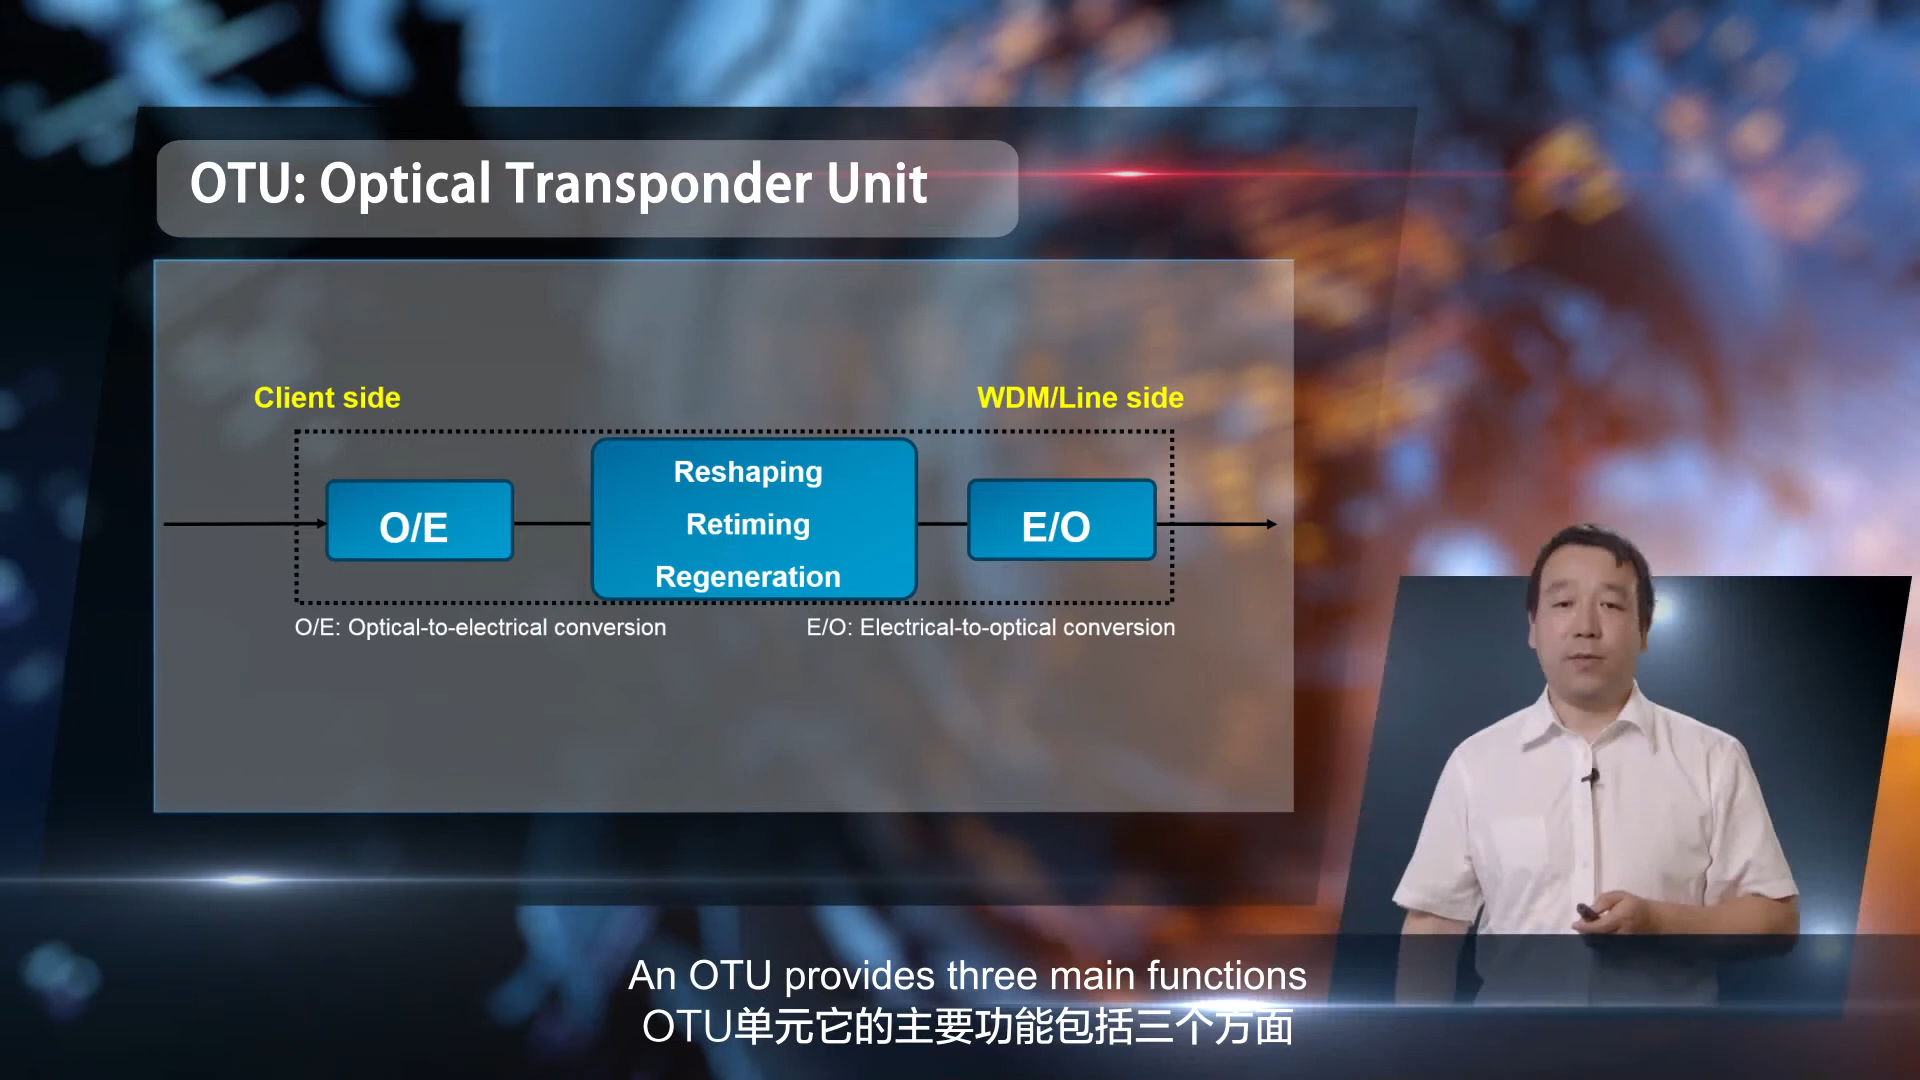 OTU: Optical Transponder Unit
Client side
WDM/Line side
O/E
Reshaping
Retiming
Regeneration
E/O
O/E: Optical-to-electrical conversion
E/O: Electrical-to-optical conversion
An OTU provides three main functions
OTU单元它的主要功能包括三个方面